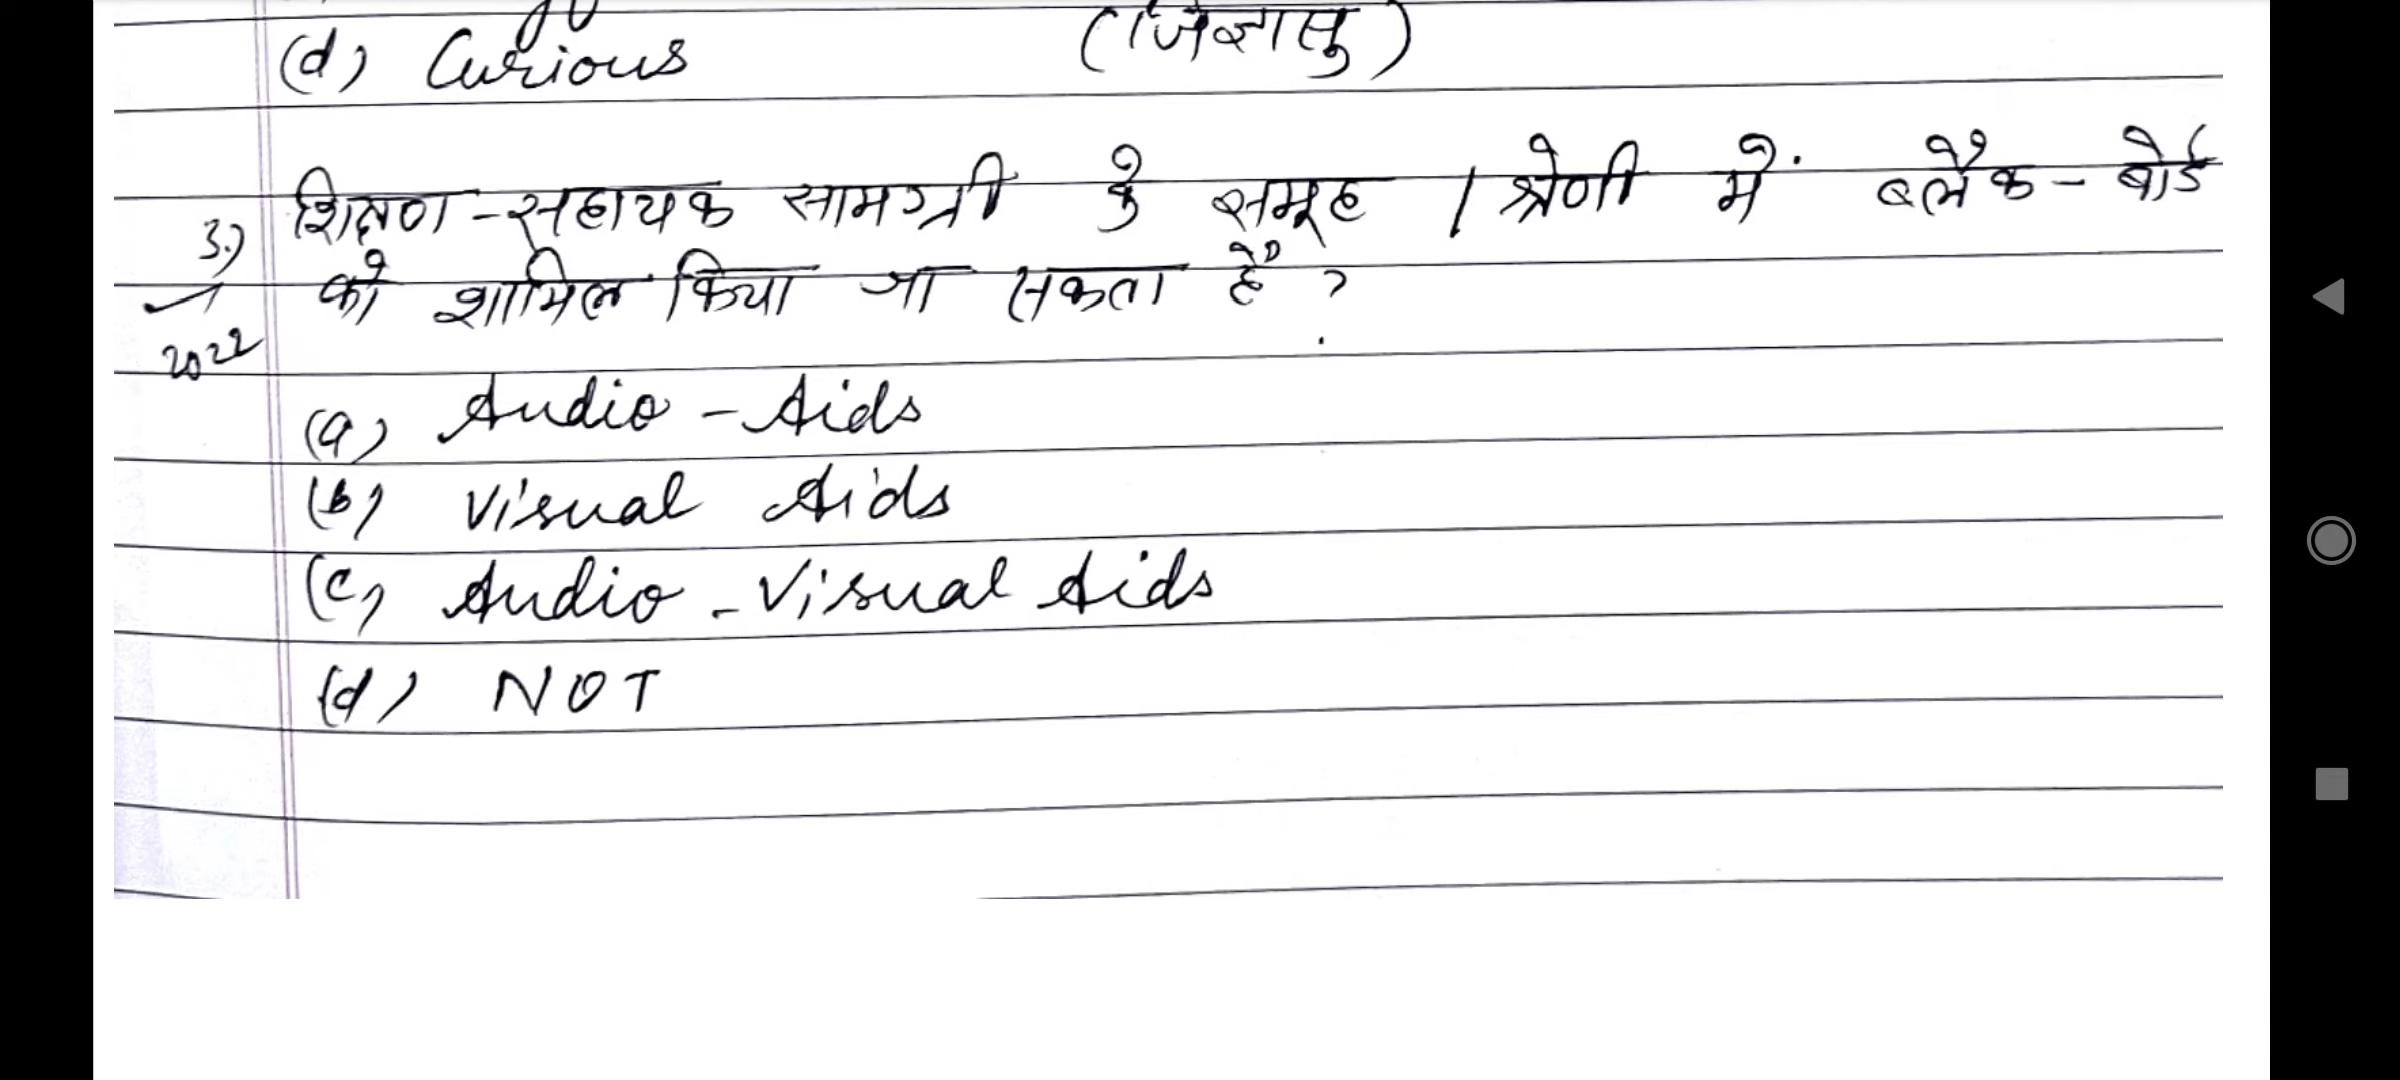 (d) Curious (जिज्ञासु)
शिक्षण-सहायक सामग्री के समूह / श्रेणी में ब्लैक-बोर्ड
3.) को शामिल किया जा सकता है ?
2022
(a) Audio - Aids
(b) Visual Aids
(c) Audio - Visual Aids
(d) NOT